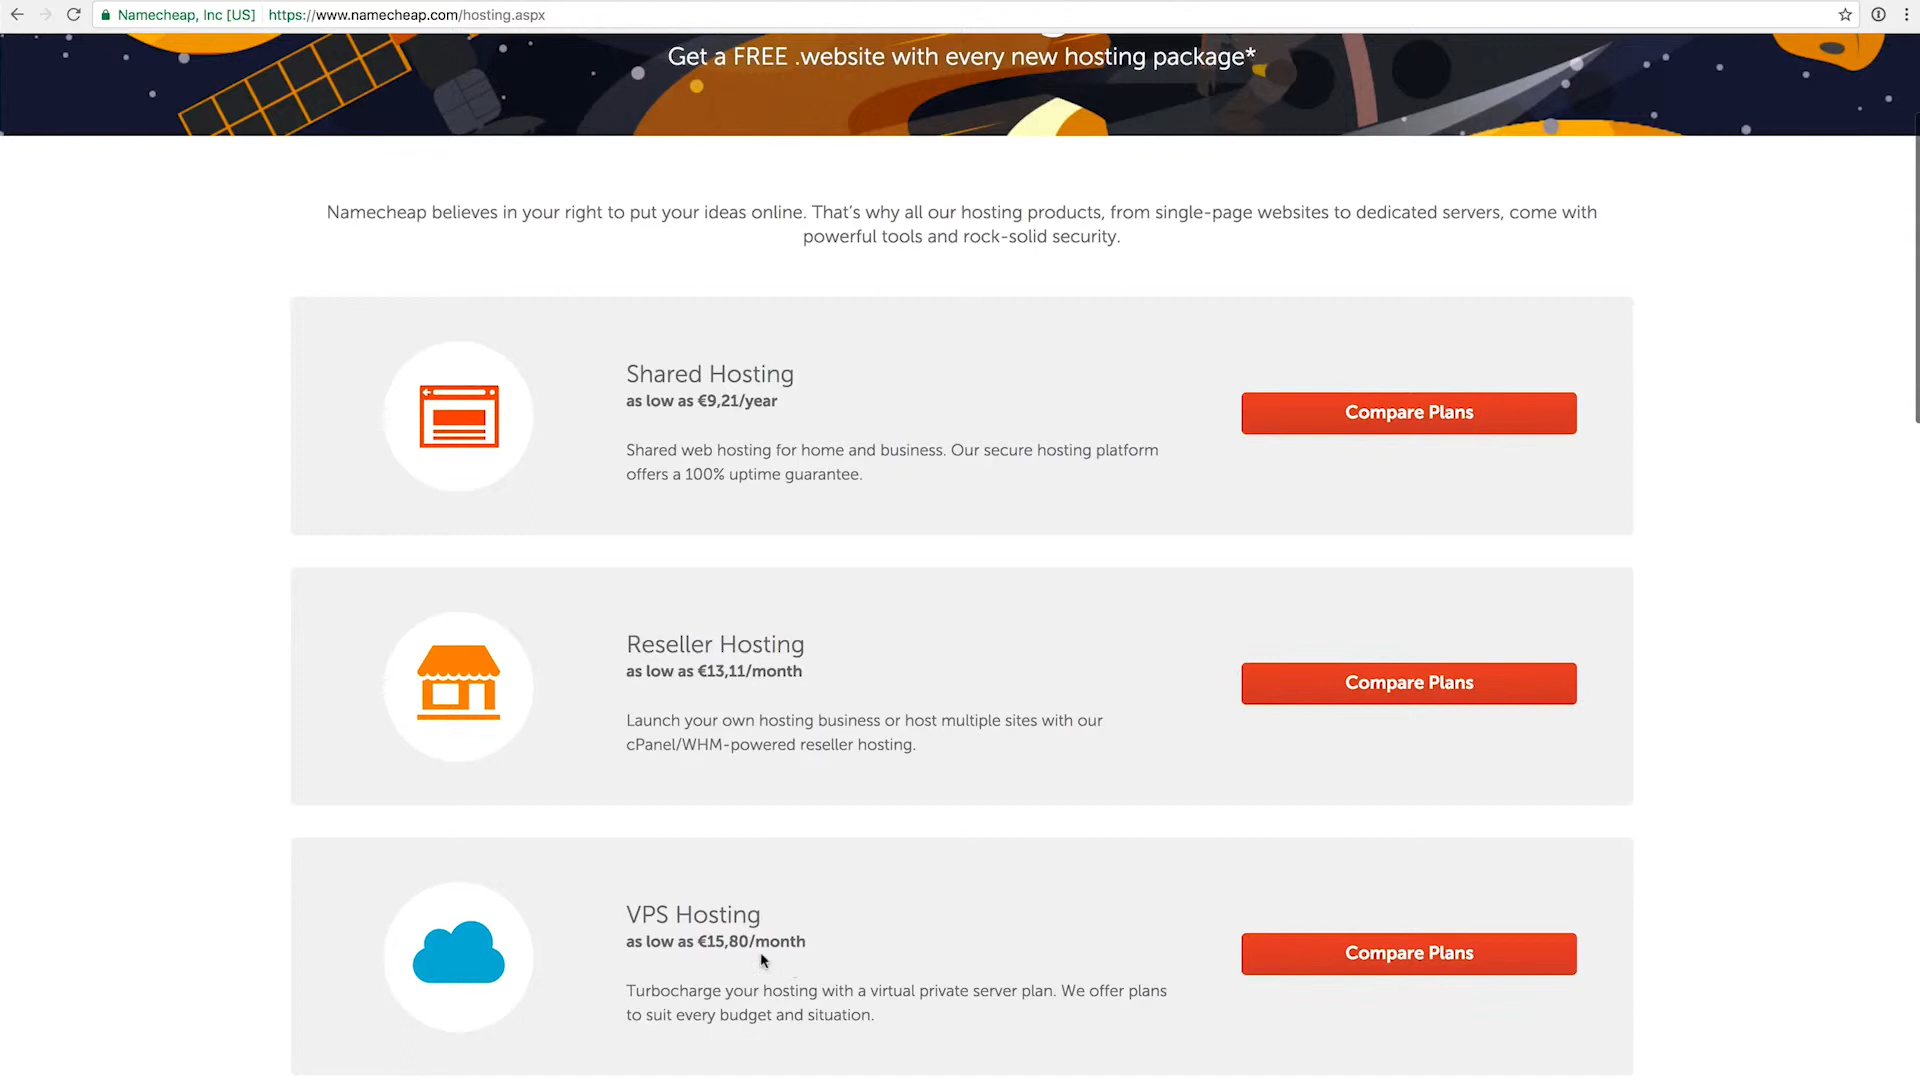 Namecheap, Inc [US] https://www.namecheap.com/hosting.aspx
Get a FREE .website with every new hosting package*
Namecheap believes in your right to put your ideas online. That's why all our hosting products, from single-page websites to dedicated servers, come with
powerful tools and rock-solid security.
Shared Hosting
as low as €9,21/year
Compare Plans
Shared web hosting for home and business. Our secure hosting platform
offers a 100% uptime guarantee.
Reseller Hosting
as low as €13,11/month
Compare Plans
Launch your own hosting business or host multiple sites with our
cPanel/WHM-powered reseller hosting.
VPS Hosting
as low as €15,80/month
Compare Plans
Turbocharge your hosting with a virtual private server plan. We offer plans
to suit every budget and situation.